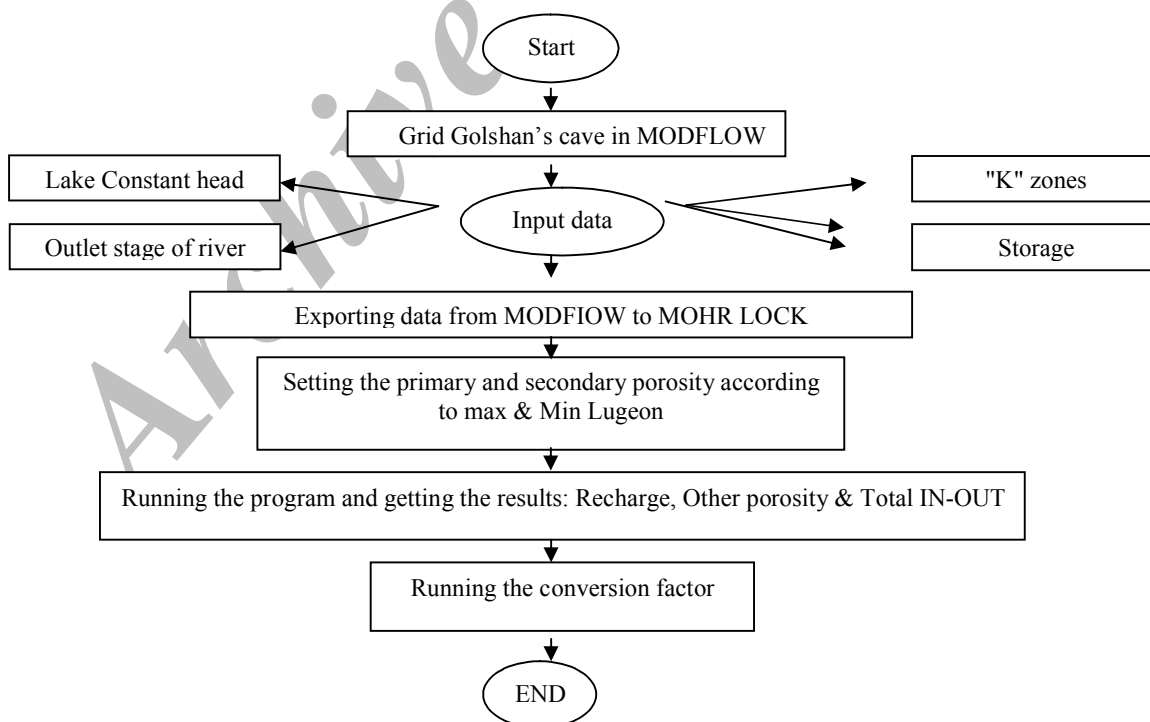 Start
Grid Golshan’s cave in MODFLOW
Lake Constant head
"K" zones
Input data
Outlet stage of river
Storage
Exporting data from MODFIOW to MOHR LOCK
Setting the primary and secondary porosity according
to max & Min Lugeon
Running the program and getting the results: Recharge, Other porosity & Total IN-OUT
Running the conversion factor
END
Archive